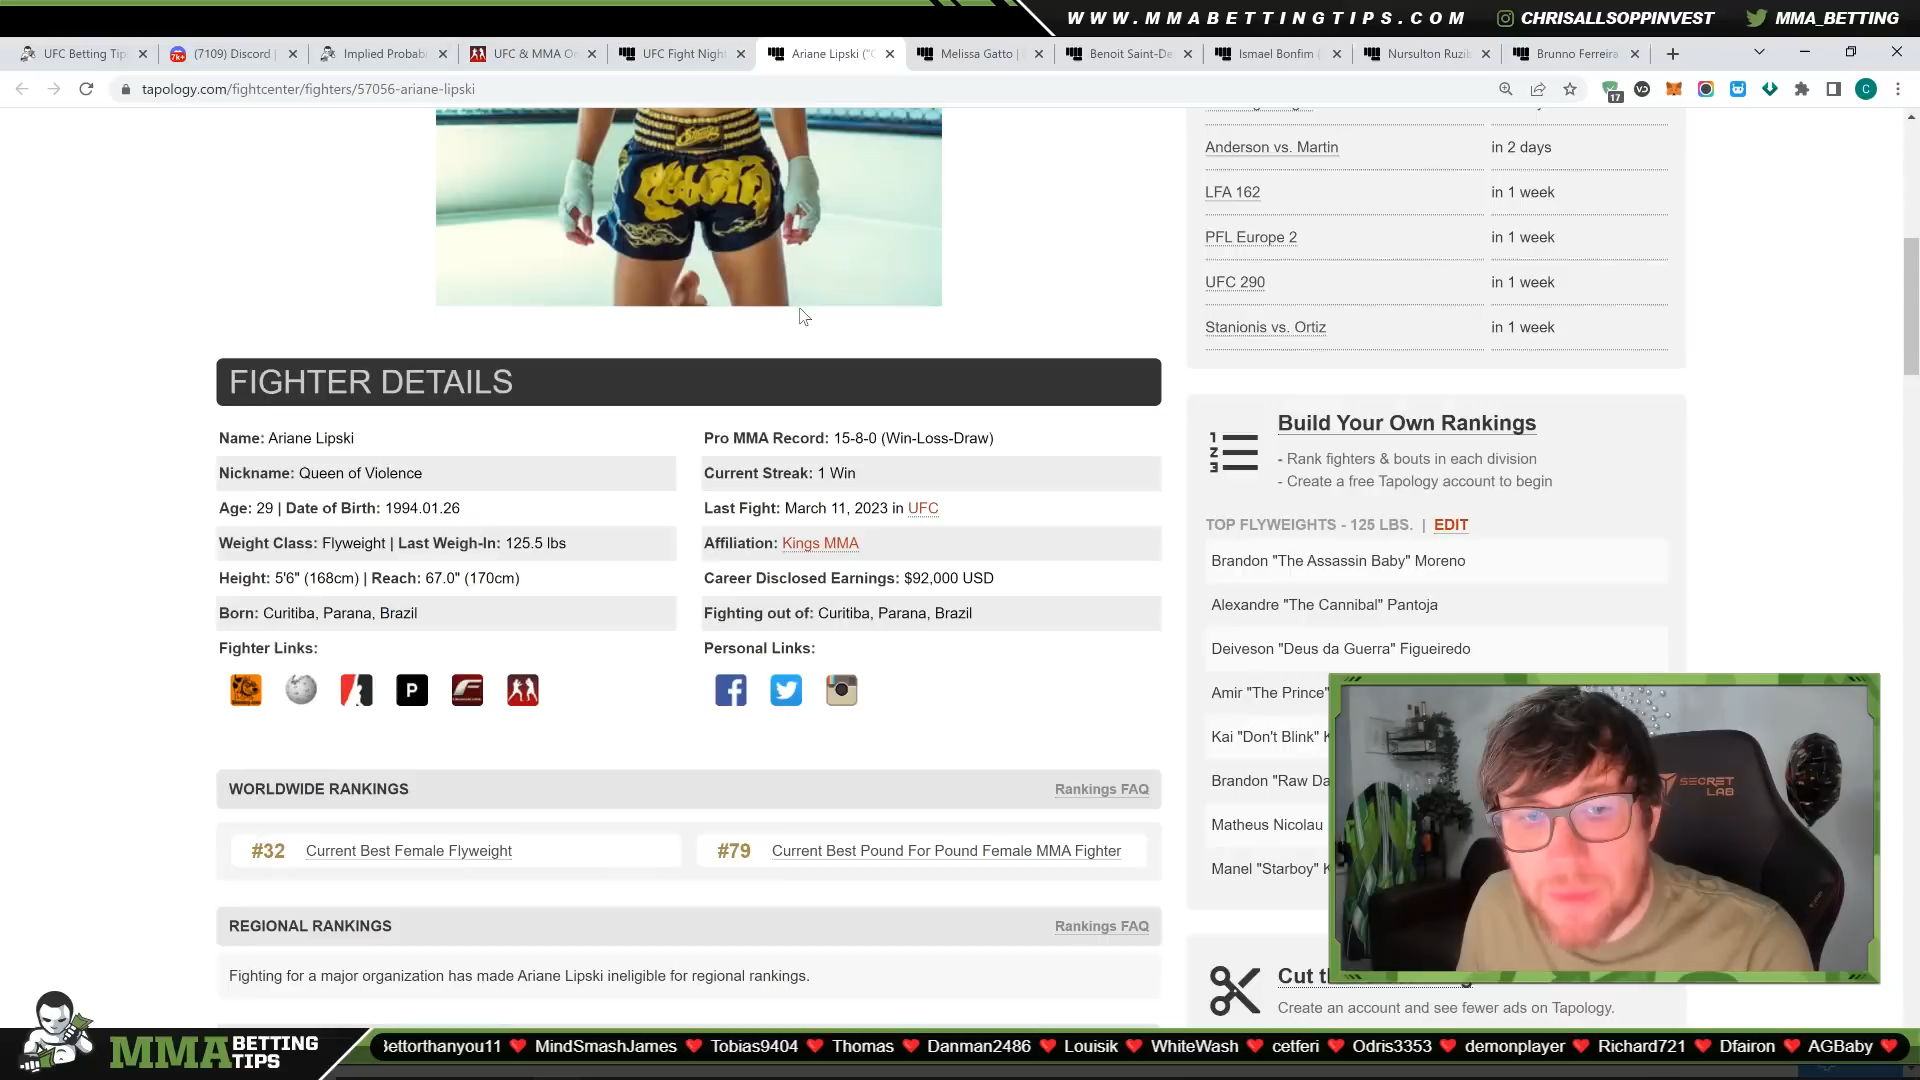 WWW.MMABETTINGTIPS.COM CHRISALLSOPPINVEST MMA_BETTING
UFC Betting Tip (7109) Discord | Implied Probab UFC & MMA O UFC Fight Night Ariane Lipski ("Q Melissa Gatto | Benoit Saint-De Ismael Bonfim ( Nursulton Ruzib Brunno Ferreira
tapology.com/fightcenter/fighters/57056-ariane-lipski
17
C
Anderson vs. Martin in 2 days
LFA 162 in 1 week
PFL Europe 2 in 1 week
UFC 290 in 1 week
Stanionis vs. Ortiz in 1 week
FIGHTER DETAILS
Name: Ariane Lipski
Nickname: Queen of Violence
Age: 29 | Date of Birth: 1994.01.26
Weight Class: Flyweight | Last Weigh-In: 125.5 lbs
Height: 5'6" (168cm) | Reach: 67.0" (170cm)
Born: Curitiba, Parana, Brazil
Fighter Links:
P
Pro MMA Record: 15-8-0 (Win-Loss-Draw)
Current Streak: 1 Win
Last Fight: March 11, 2023 in UFC
Affiliation: Kings MMA
Career Disclosed Earnings: $92,000 USD
Fighting out of: Curitiba, Parana, Brazil
Personal Links:
WORLDWIDE RANKINGS Rankings FAQ
#32 Current Best Female Flyweight #79 Current Best Pound For Pound Female MMA Fighter
REGIONAL RANKINGS Rankings FAQ
Fighting for a major organization has made Ariane Lipski ineligible for regional rankings.
1 2 3
Build Your Own Rankings
- Rank fighters & bouts in each division
- Create a free Tapology account to begin
TOP FLYWEIGHTS - 125 LBS. | EDIT
Brandon "The Assassin Baby" Moreno
Alexandre "The Cannibal" Pantoja
Deiveson "Deus da Guerra" Figueiredo
Amir "The Prince"
Kai "Don't Blink" K
Brandon "Raw Da
Matheus Nicolau
Manel "Starboy" K
SECRET
LAB
Cut t
Create an account and see fewer ads on Tapology.
MMA BETTING TIPS
Bettorthanyou11 MindSmashJames Tobias9404 Thomas Danman2486 Louisik WhiteWash cetferi Odris3353 demonplayer Richard721 Dfairon AGBaby